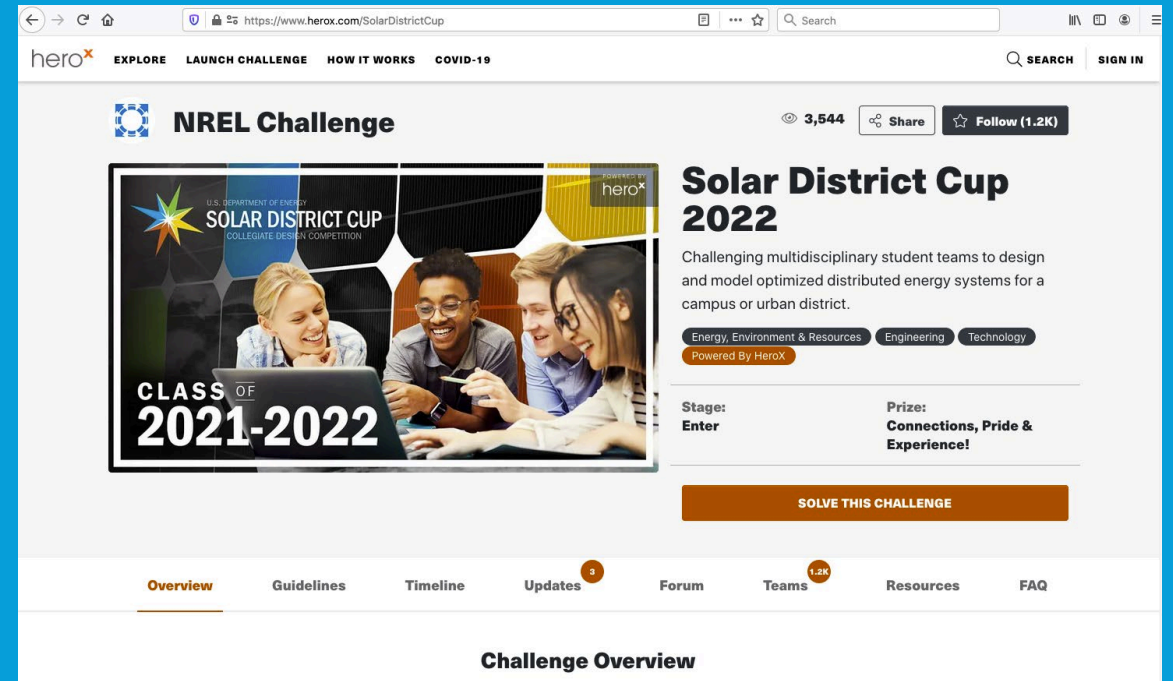 https://www.herox.com/SolarDistrictCup
Search
herox EXPLORE LAUNCH CHALLENGE HOW IT WORKS COVID-19 SEARCH SIGN IN
NREL Challenge
3,544 Share Follow (1.2K)
POWERED BY
herox
U.S. DEPARTMENT OF ENERGY
SOLAR DISTRICT CUP
COLLEGIATE DESIGN COMPETITION
CLASS OF
2021-2022
Solar District Cup
2022
Challenging multidisciplinary student teams to design
and model optimized distributed energy systems for a
campus or urban district.
Energy, Environment & Resources Engineering Technology
Powered By HeroX
Stage:
Enter
Prize:
Connections, Pride &
Experience!
SOLVE THIS CHALLENGE
Overview Guidelines Timeline Updates 3 Forum Teams 1.2K Resources FAQ
Challenge Overview